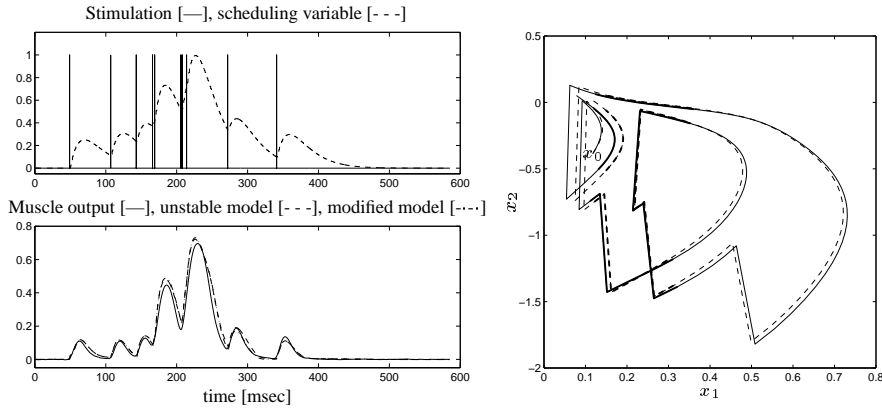 Stimulation [—], scheduling variable [- - -]
1
0.8
0.6
0.4
0.2
0
0 100 200 300 400 500 600
Muscle output [—], unstable model [- - -], modified model [-·-·]
0.8
0.6
0.4
0.2
0
0 100 200 300 400 500 600
time [msec]
0.5
0
−0.5
−1
−1.5
−2
x₂
x₀
0 0.1 0.2 0.3 0.4 0.5 0.6 0.7 0.8
x₁